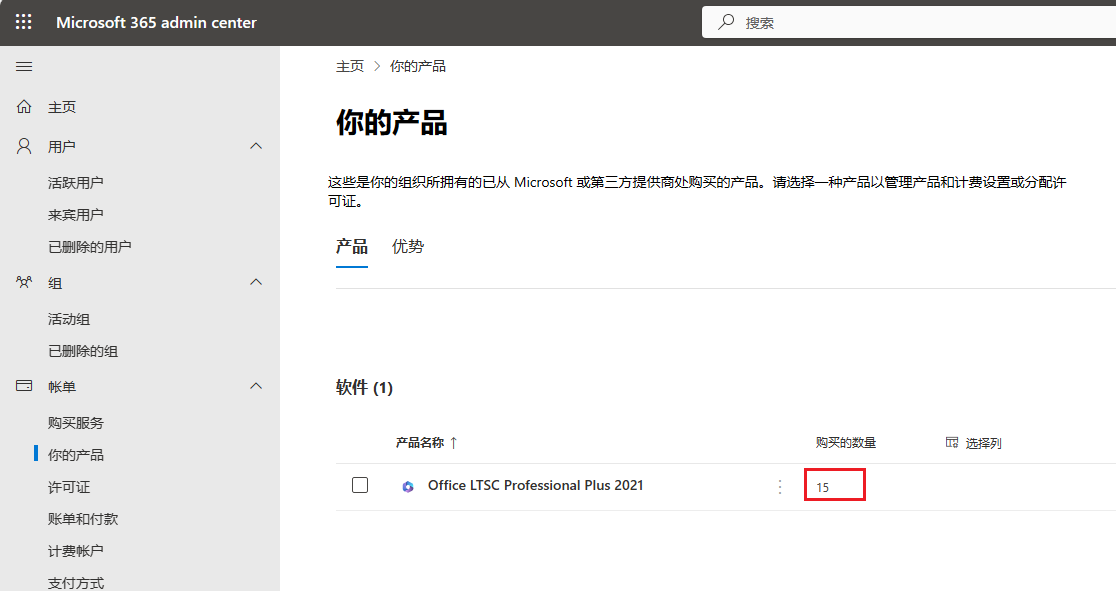 Microsoft 365 admin center
搜索
主页
用户
活跃用户
来宾用户
已删除的用户
组
活动组
已删除的组
帐单
购买服务
你的产品
许可证
账单和付款
计费帐户
支付方式
主页 > 你的产品
你的产品
这些是你的组织所拥有的已从 Microsoft 或第三方提供商处购买的产品。请选择一种产品以管理产品和计费设置或分配许
可证。
产品 优势
软件 (1)
产品名称 ↑ 购买的数量 选择列
Office LTSC Professional Plus 2021 15